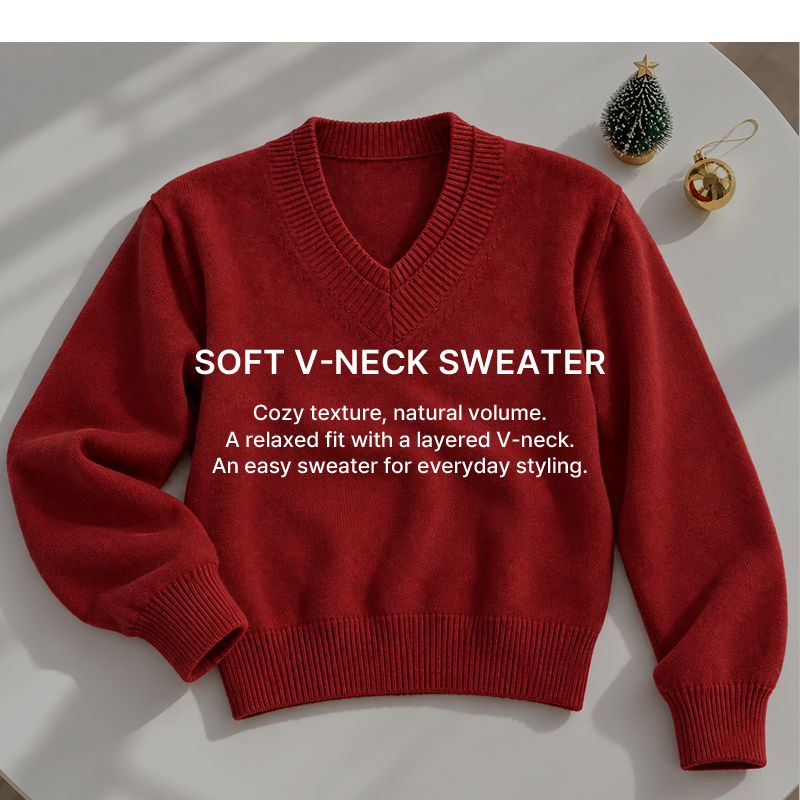 SOFT V-NECK SWEATER
Cozy texture, natural volume.
A relaxed fit with a layered V-neck.
An easy sweater for everyday styling.